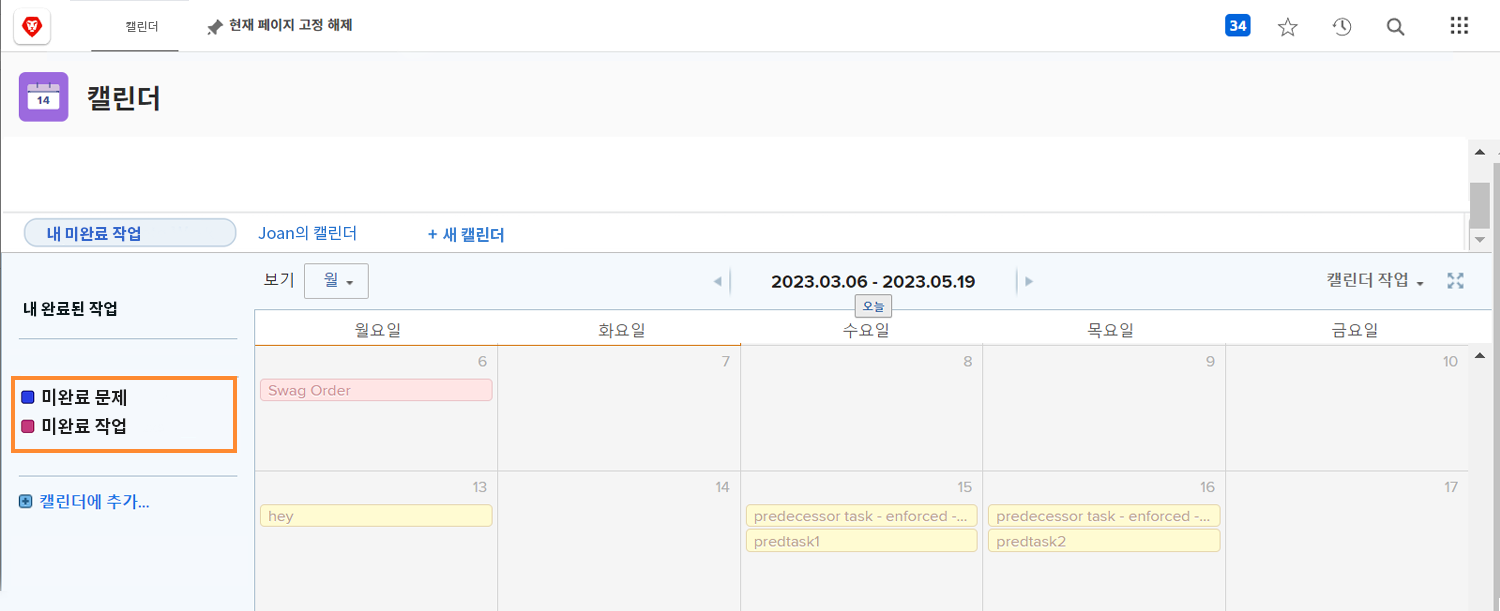 캘린더
현재 페이지 고정 해제
34
14
캘린더
내 미완료 작업
Joan의 캘린더
+ 새 캘린더
보기
월
2023.03.06 - 2023.05.19
캘린더 작업
오늘
내 완료된 작업
월요일 화요일 수요일 목요일 금요일
6 7 8 9 10
Swag Order
미완료 문제
미완료 작업
캘린더에 추가...
13 14 15 16 17
hey
predecessor task - enforced -...
predecessor task - enforced -...
predtask1
predtask2